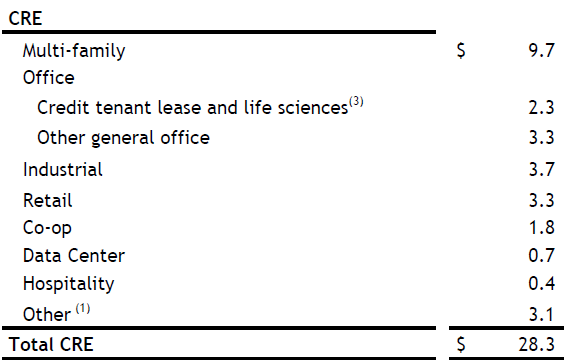 CRE
Multi-family $ 9.7
Office
Credit tenant lease and life sciences(3) 2.3
Other general office 3.3
Industrial 3.7
Retail 3.3
Co-op 1.8
Data Center 0.7
Hospitality 0.4
Other (1) 3.1
Total CRE $ 28.3